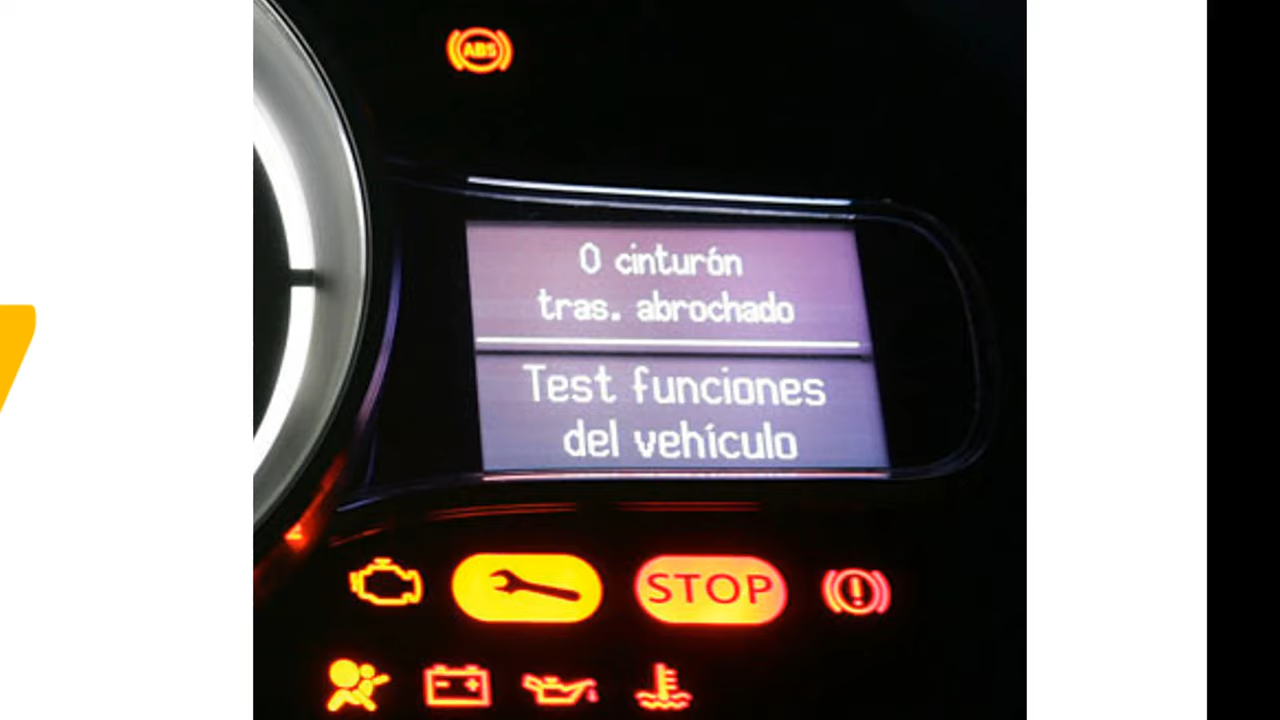 ABS
0 cinturón
tras. abrochado
Test funciones
del vehículo
STOP